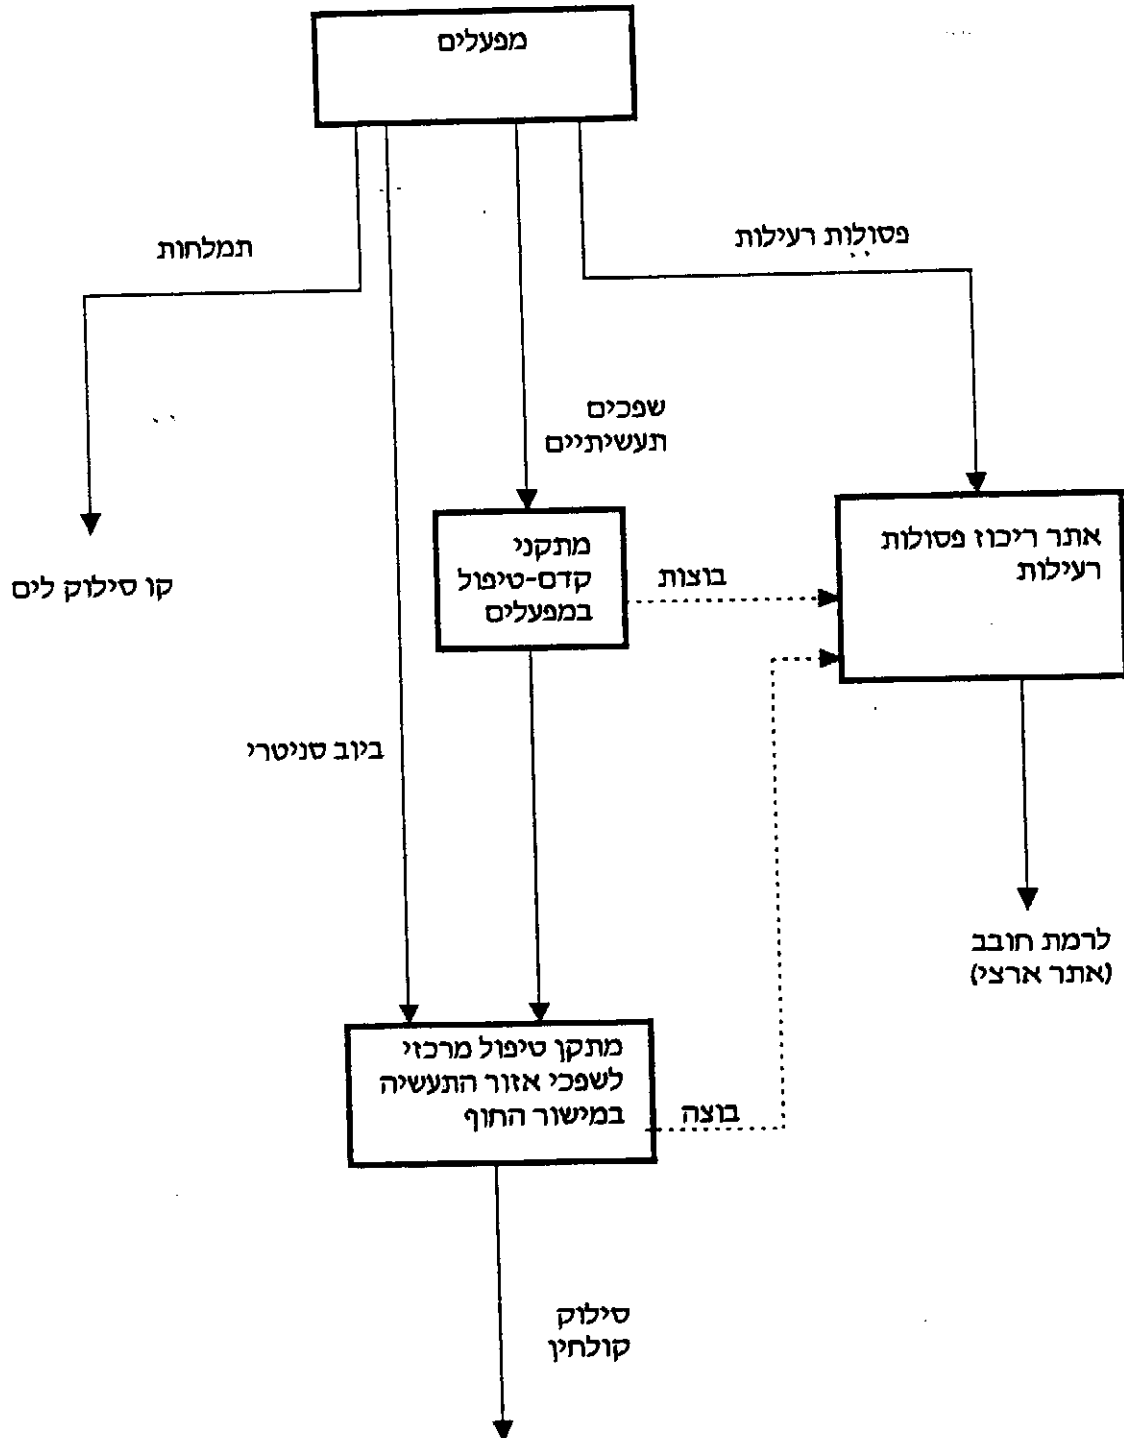 מפעלים
פסולות רעילות
תמלחות
שפכים
תעשיתיים
אתר ריכוז פסולות
רעילות
מתקני
קדם-טיפול
במפעלים
בוצות
קו סילוק לים
ביוב סניטרי
לרמת חובב
(אתר ארצי)
מתקן טיפול מרכזי
לשפכי אזור התעשיה
במישור החוף
בוצה
סילוק
קולחין